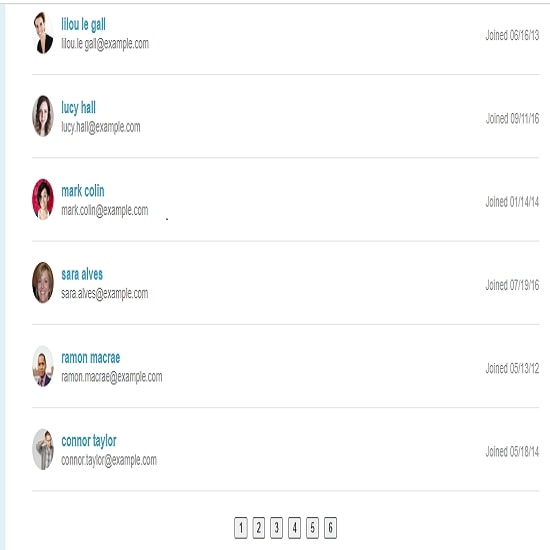 lilou le gall
lilou.le gall@example.com
Joined 06/16/13
lucy hall
lucy.hall@example.com
Joined 09/11/16
mark colin
mark.colin@example.com
Joined 01/14/14
sara alves
sara.alves@example.com
Joined 07/19/16
ramon macrae
ramon.macrae@example.com
Joined 05/13/12
connor taylor
connor.taylor@example.com
Joined 05/18/14
1 2 3 4 5 6